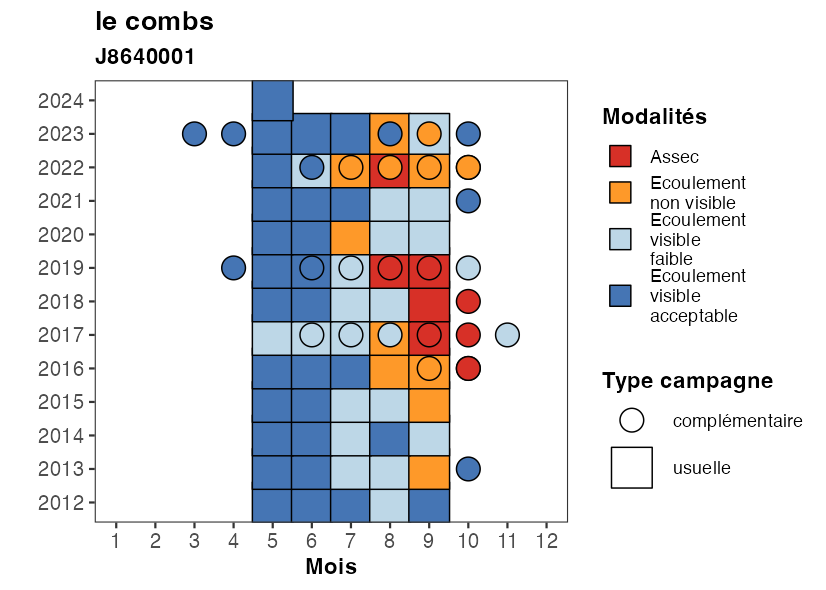 le combs
J8640001
2024
2023
2022
2021
2020
2019
2018
2017
2016
2015
2014
2013
2012
1 2 3 4 5 6 7 8 9 10 11 12
Mois
Modalités
Assec
Ecoulement
non visible
Ecoulement
visible
faible
Ecoulement
visible
acceptable
Type campagne
complémentaire
usuelle